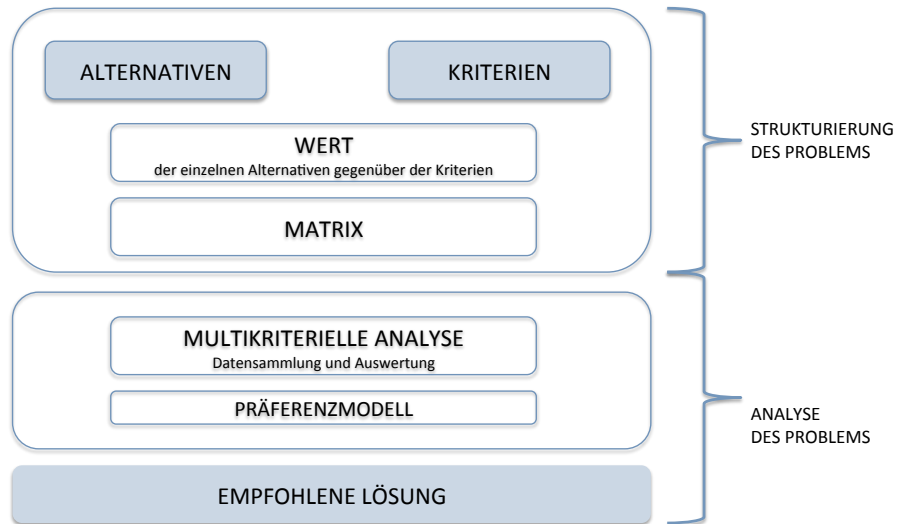 ALTERNATIVEN
KRITERIEN
WERT
der einzelnen Alternativen gegenüber der Kriterien
MATRIX
STRUKTURIERUNG
DES PROBLEMS
MULTIKRITERIELLE ANALYSE
Datensammlung und Auswertung
PRÄFERENZMODELL
ANALYSE
DES PROBLEMS
EMPFOHLENE LÖSUNG